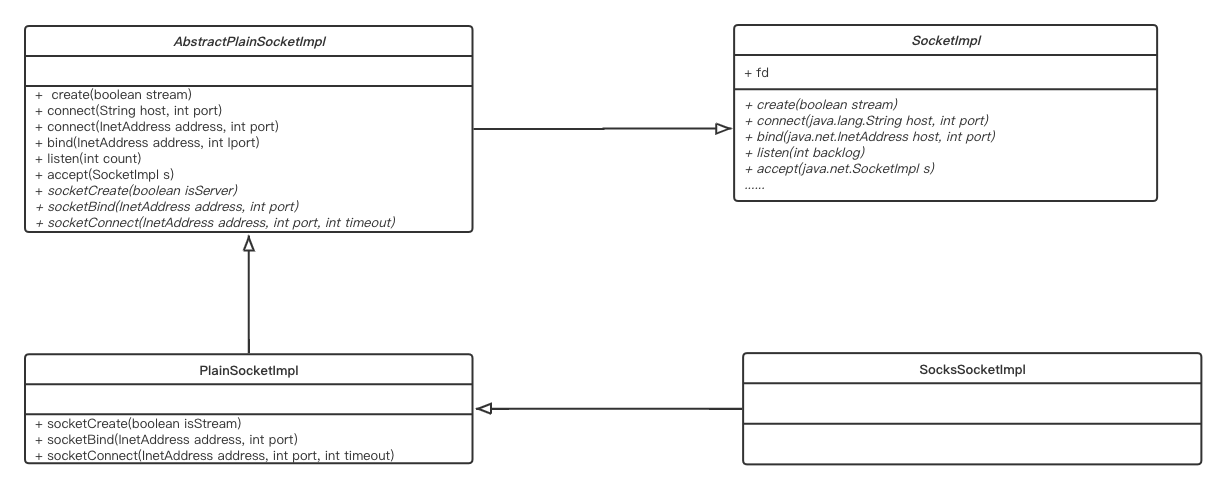 AbstractPlainSocketImpl
+ create(boolean stream)
+ connect(String host, int port)
+ connect(InetAddress address, int port)
+ bind(InetAddress address, int lport)
+ listen(int count)
+ accept(SocketImpl s)
+ socketCreate(boolean isServer)
+ socketBind(InetAddress address, int port)
+ socketConnect(InetAddress address, int port, int timeout)
SocketImpl
+ fd
+ create(boolean stream)
+ connect(java.lang.String host, int port)
+ bind(java.net.InetAddress host, int port)
+ listen(int backlog)
+ accept(java.net.SocketImpl s)
......
PlainSocketImpl
+ socketCreate(boolean isStream)
+ socketBind(InetAddress address, int port)
+ socketConnect(InetAddress address, int port, int timeout)
SocksSocketImpl